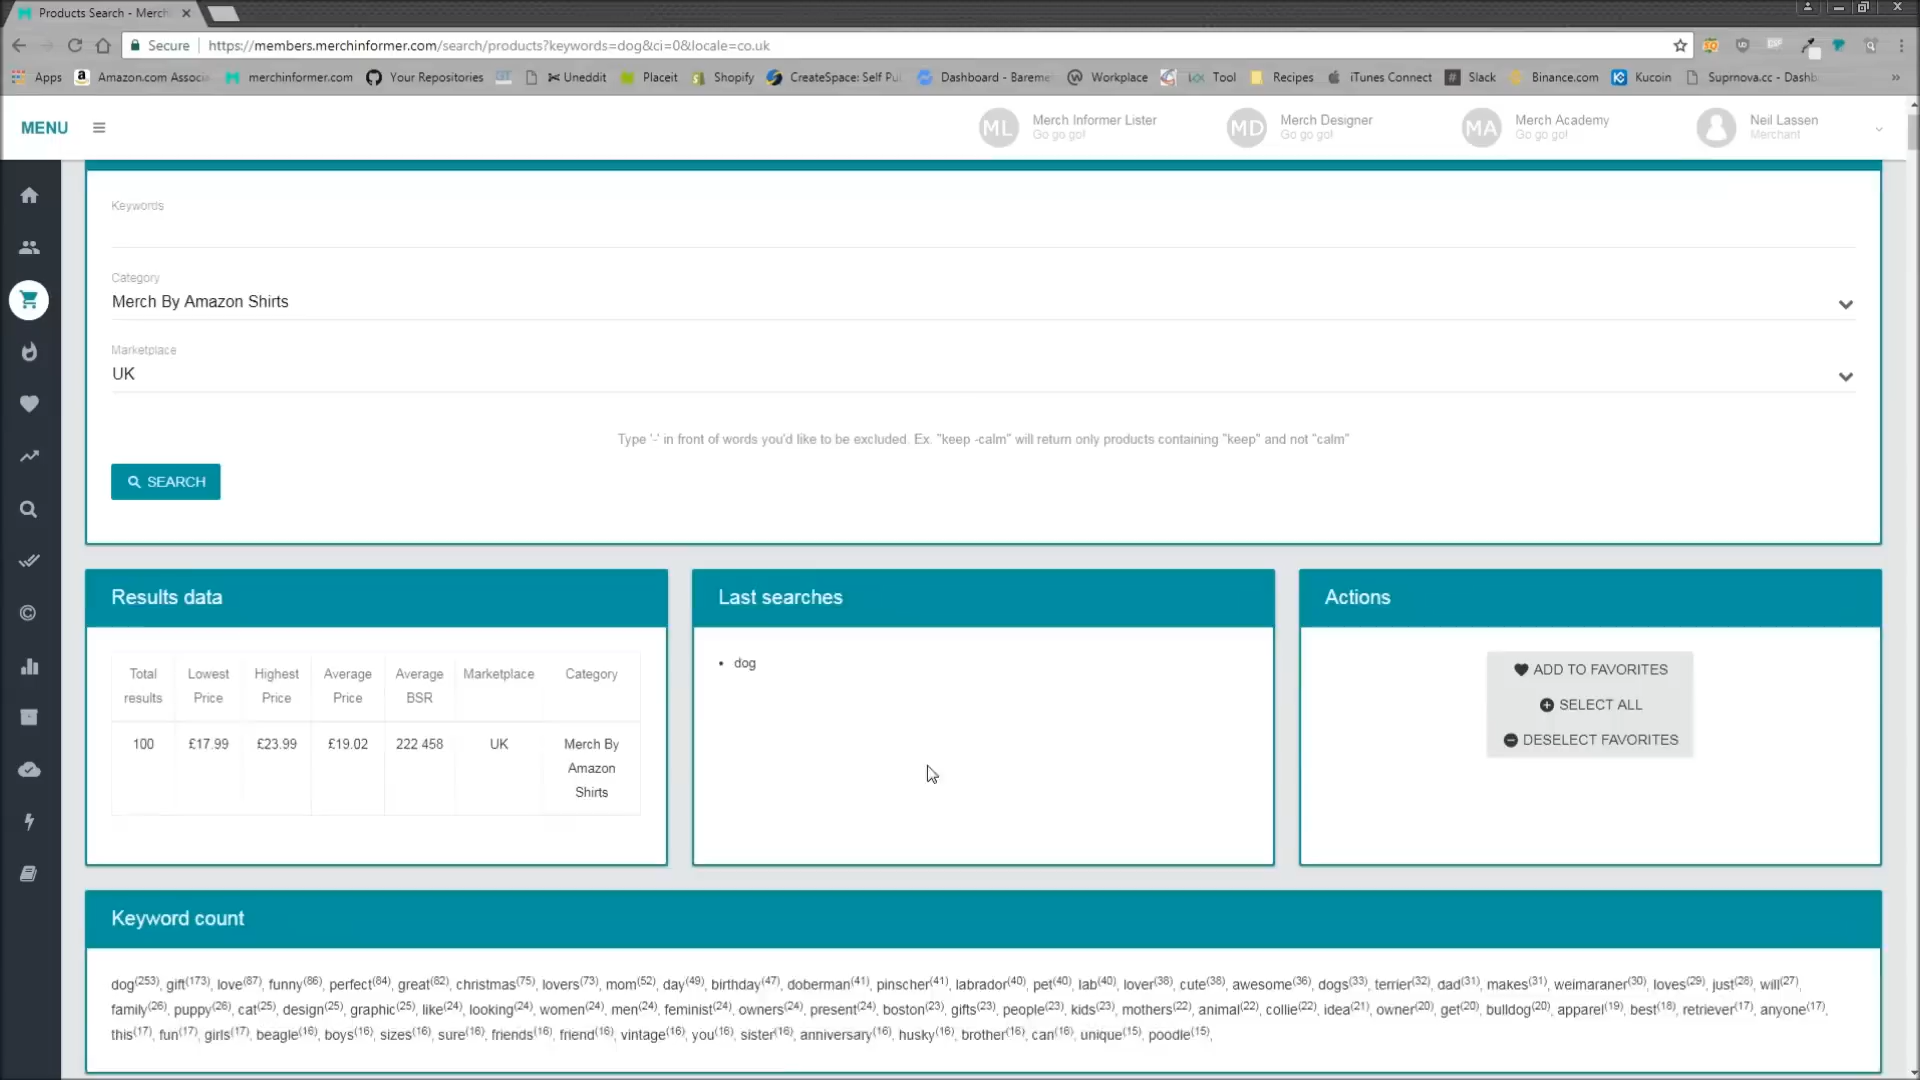 Products Search - Merch
Secure https://members.merchinformer.com/search/products?keywords=dog&ci=0&locale=co.uk
Apps Amazon.com Associa merchinformer.com Your Repositories Uneddit Placeit Shopify CreateSpace: Self Pu Dashboard - Bareme Workplace Tool Recipes iTunes Connect Slack Binance.com Kucoin Suprnova.cc - Dashb »
MENU
ML Merch Informer Lister
Go go go!
MD Merch Designer
Go go go!
MA Merch Academy
Go go go!
Neil Lassen
Merchant
Keywords
Category
Merch By Amazon Shirts
Marketplace
UK
Type '-' in front of words you'd like to be excluded. Ex. "keep -calm" will return only products containing "keep" and not "calm"
SEARCH
Results data
Total results Lowest Price Highest Price Average Price Average BSR Marketplace Category
100 £17.99 £23.99 £19.02 222 458 UK Merch By Amazon Shirts
Last searches
• dog
Actions
ADD TO FAVORITES
SELECT ALL
DESELECT FAVORITES
Keyword count
dog(253), gift(173), love(87), funny(86), perfect(84), great(82), christmas(75), lovers(73), mom(52), day(49), birthday(47), doberman(41), pinscher(41), labrador(40), pet(40), lab(40), lover(38), cute(38), awesome(36), dogs(33), terrier(32), dad(31), makes(31), weimaraner(30), loves(29), just(28), will(27),
family(26), puppy(26), cat(25), design(25), graphic(25), like(24), looking(24), women(24), men(24), feminist(24), owners(24), present(24), boston(23), gifts(23), people(23), kids(23), mothers(22), animal(22), collie(22), idea(21), owner(20), get(20), bulldog(20), apparel(19), best(18), retriever(17), anyone(17),
this(17), fun(17), girls(17), beagle(16), boys(16), sizes(16), sure(16), friends(16), friend(16), vintage(16), you(16), sister(16), anniversary(16), husky(16), brother(16), can(16), unique(15), poodle(15),